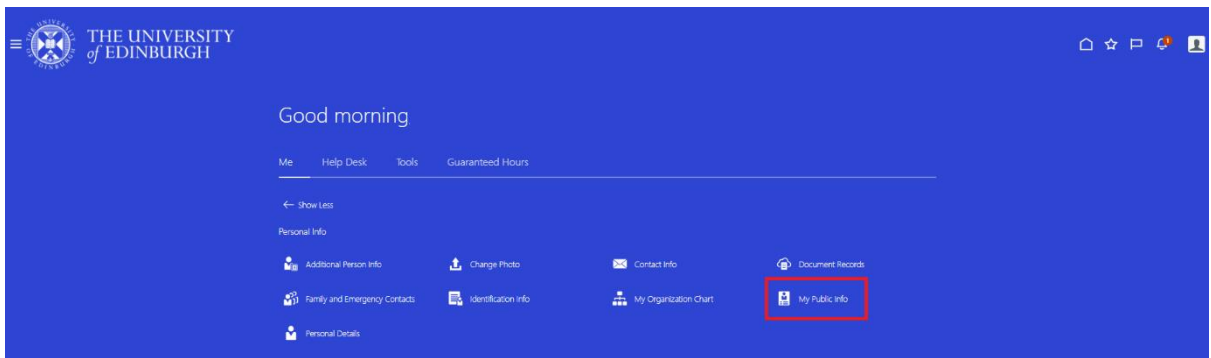 THE UNIVERSITY
of EDINBURGH
Good morning
Me Help Desk Tools Guaranteed Hours
Show Less
Personal Info
Additional Person Info Change Photo Contact Info Document Records
Family and Emergency Contacts Identification Info My Organization Chart My Public Info
Personal Details